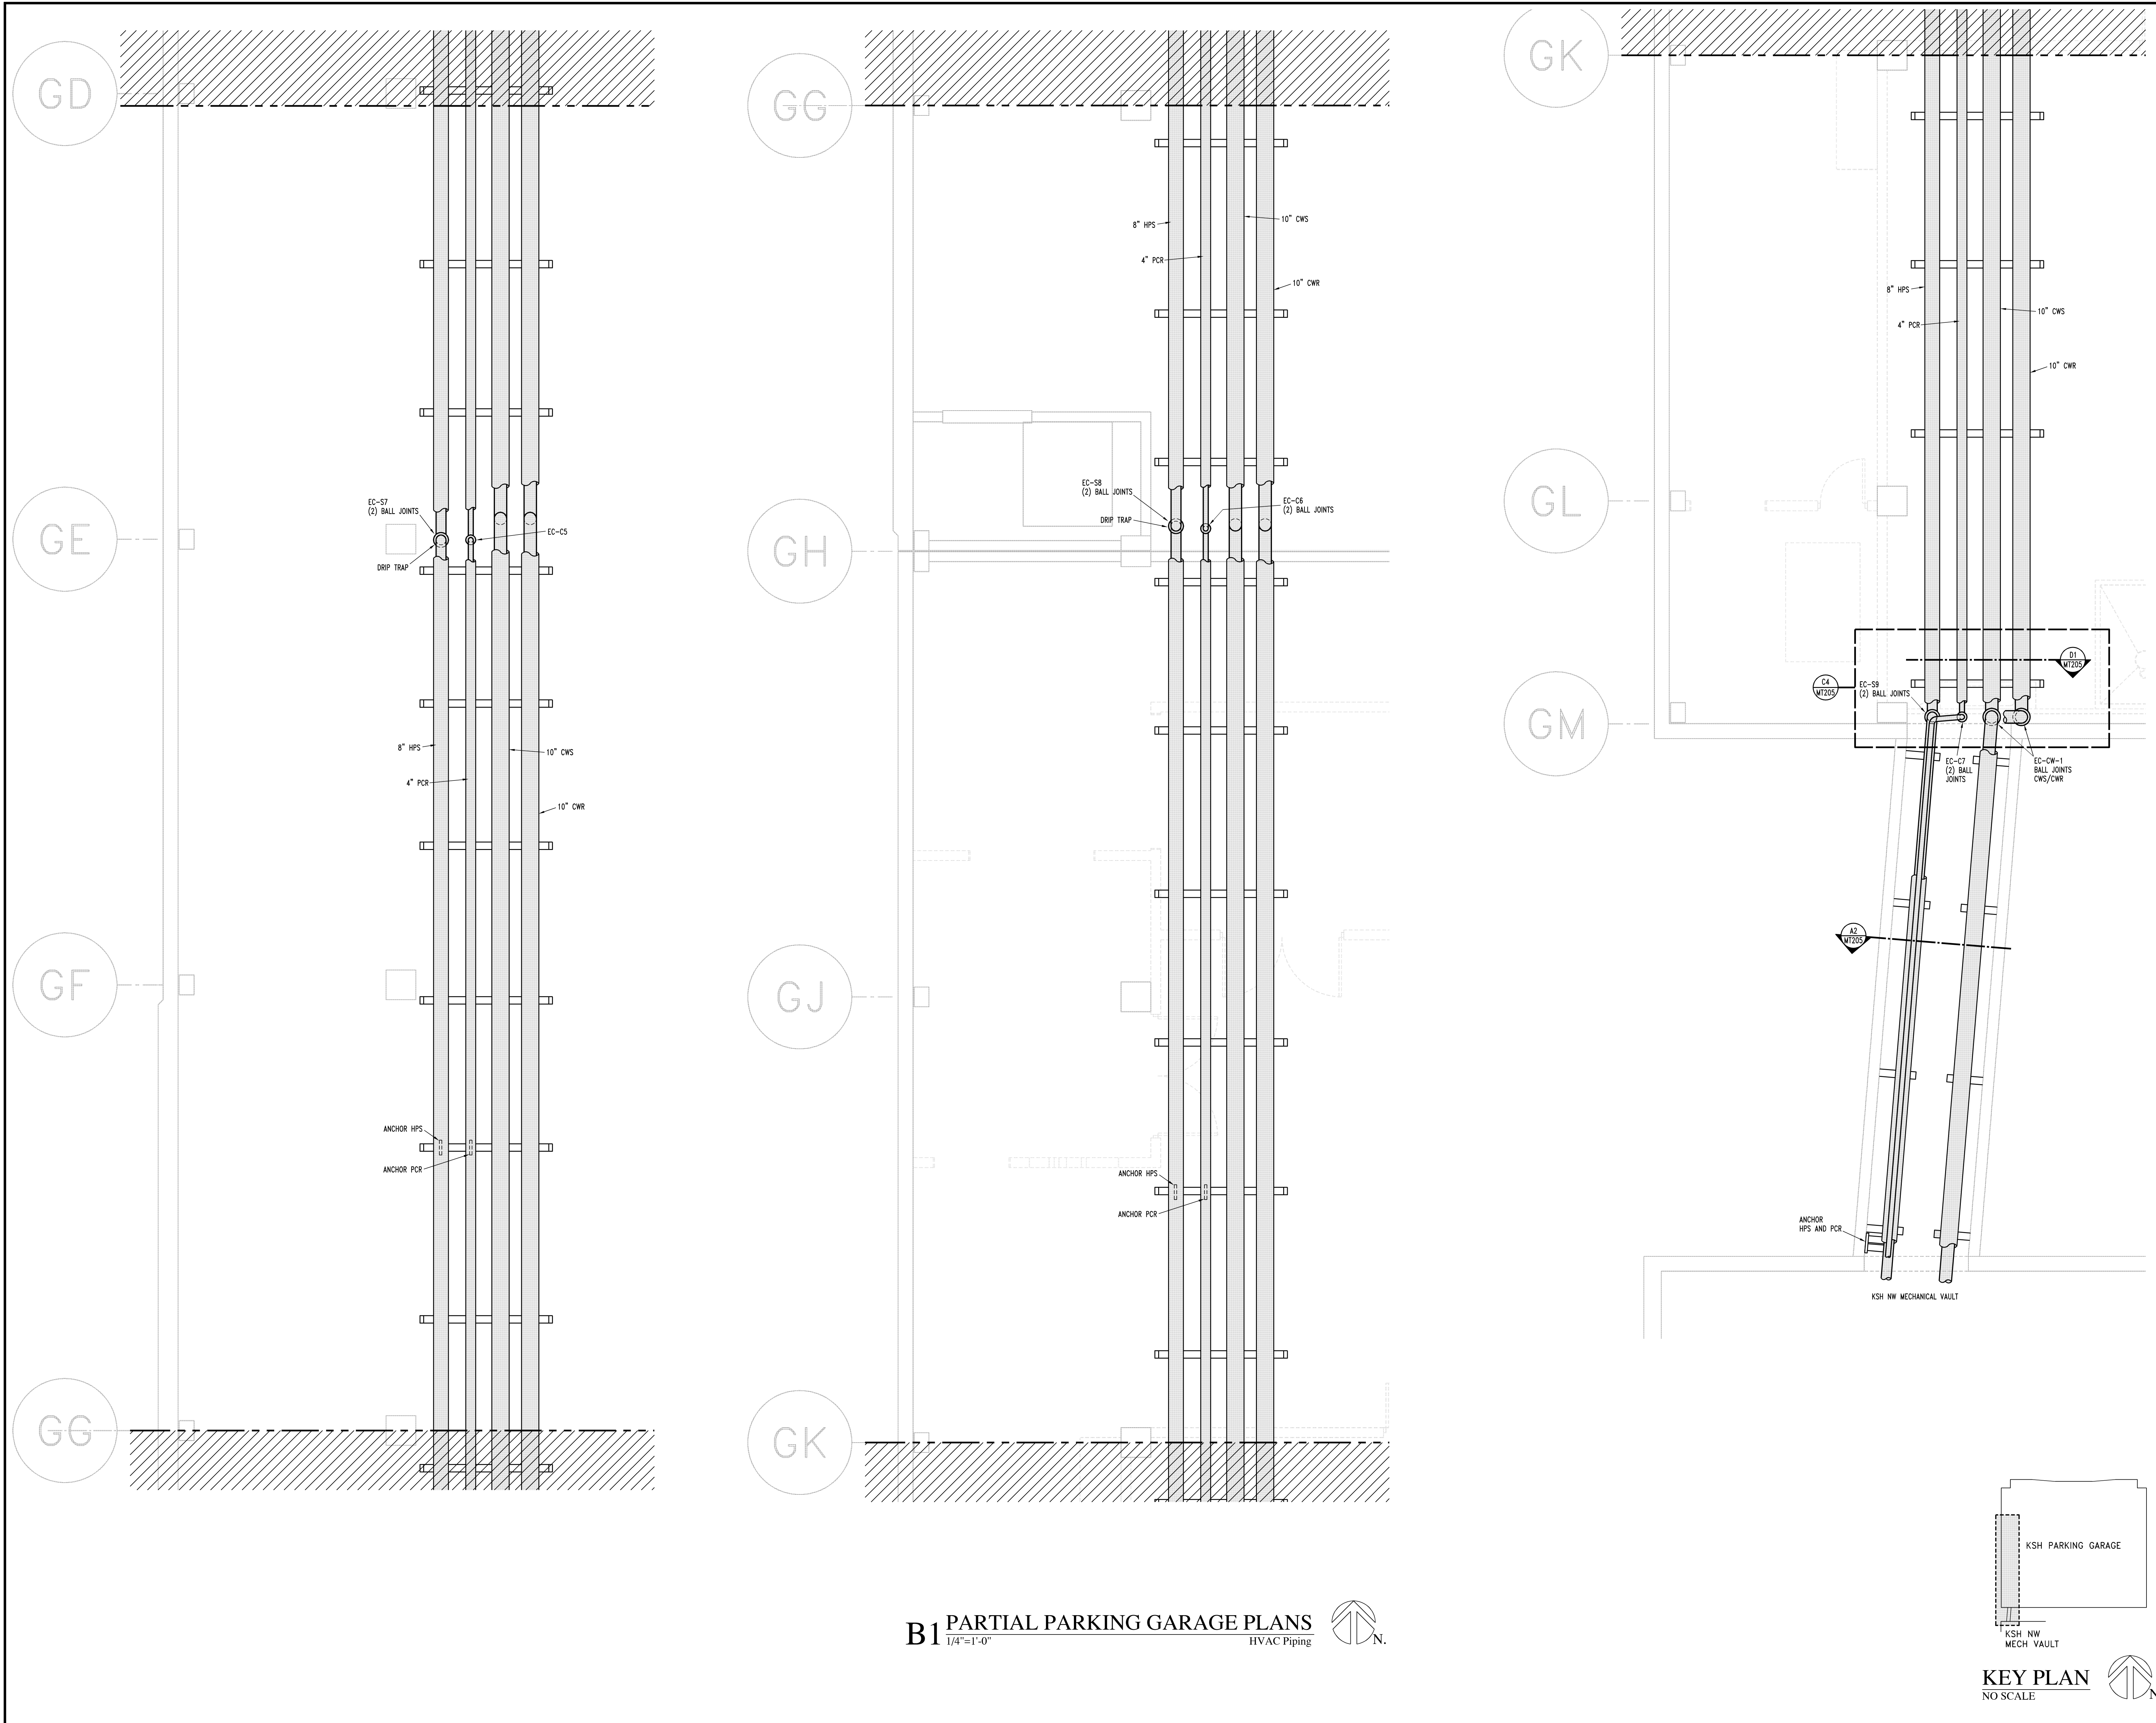 GD
GE
GF
GG
EC-S7
(2) BALL JOINTS
DRIP TRAP
EC-C5
8" HPS
4" PCR
10" CWS
10" CWR
ANCHOR HPS
ANCHOR PCR
GG
GH
GJ
GK
8" HPS
4" PCR
10" CWS
10" CWR
EC-S8
(2) BALL JOINTS
DRIP TRAP
EC-C6
(2) BALL JOINTS
ANCHOR HPS
ANCHOR PCR
GK
GL
GM
8" HPS
4" PCR
10" CWS
10" CWR
D1
MT205
C4
MT205
EC-S9
(2) BALL JOINTS
EC-C7
(2) BALL
JOINTS
EC-CW-1
BALL JOINTS
CWS/CWR
A2
MT205
ANCHOR
HPS AND PCR
KSH NW MECHANICAL VAULT
B1 PARTIAL PARKING GARAGE PLANS
1/4"=1'-0" HVAC Piping
N.
KSH PARKING GARAGE
KSH NW
MECH VAULT
KEY PLAN
NO SCALE
N